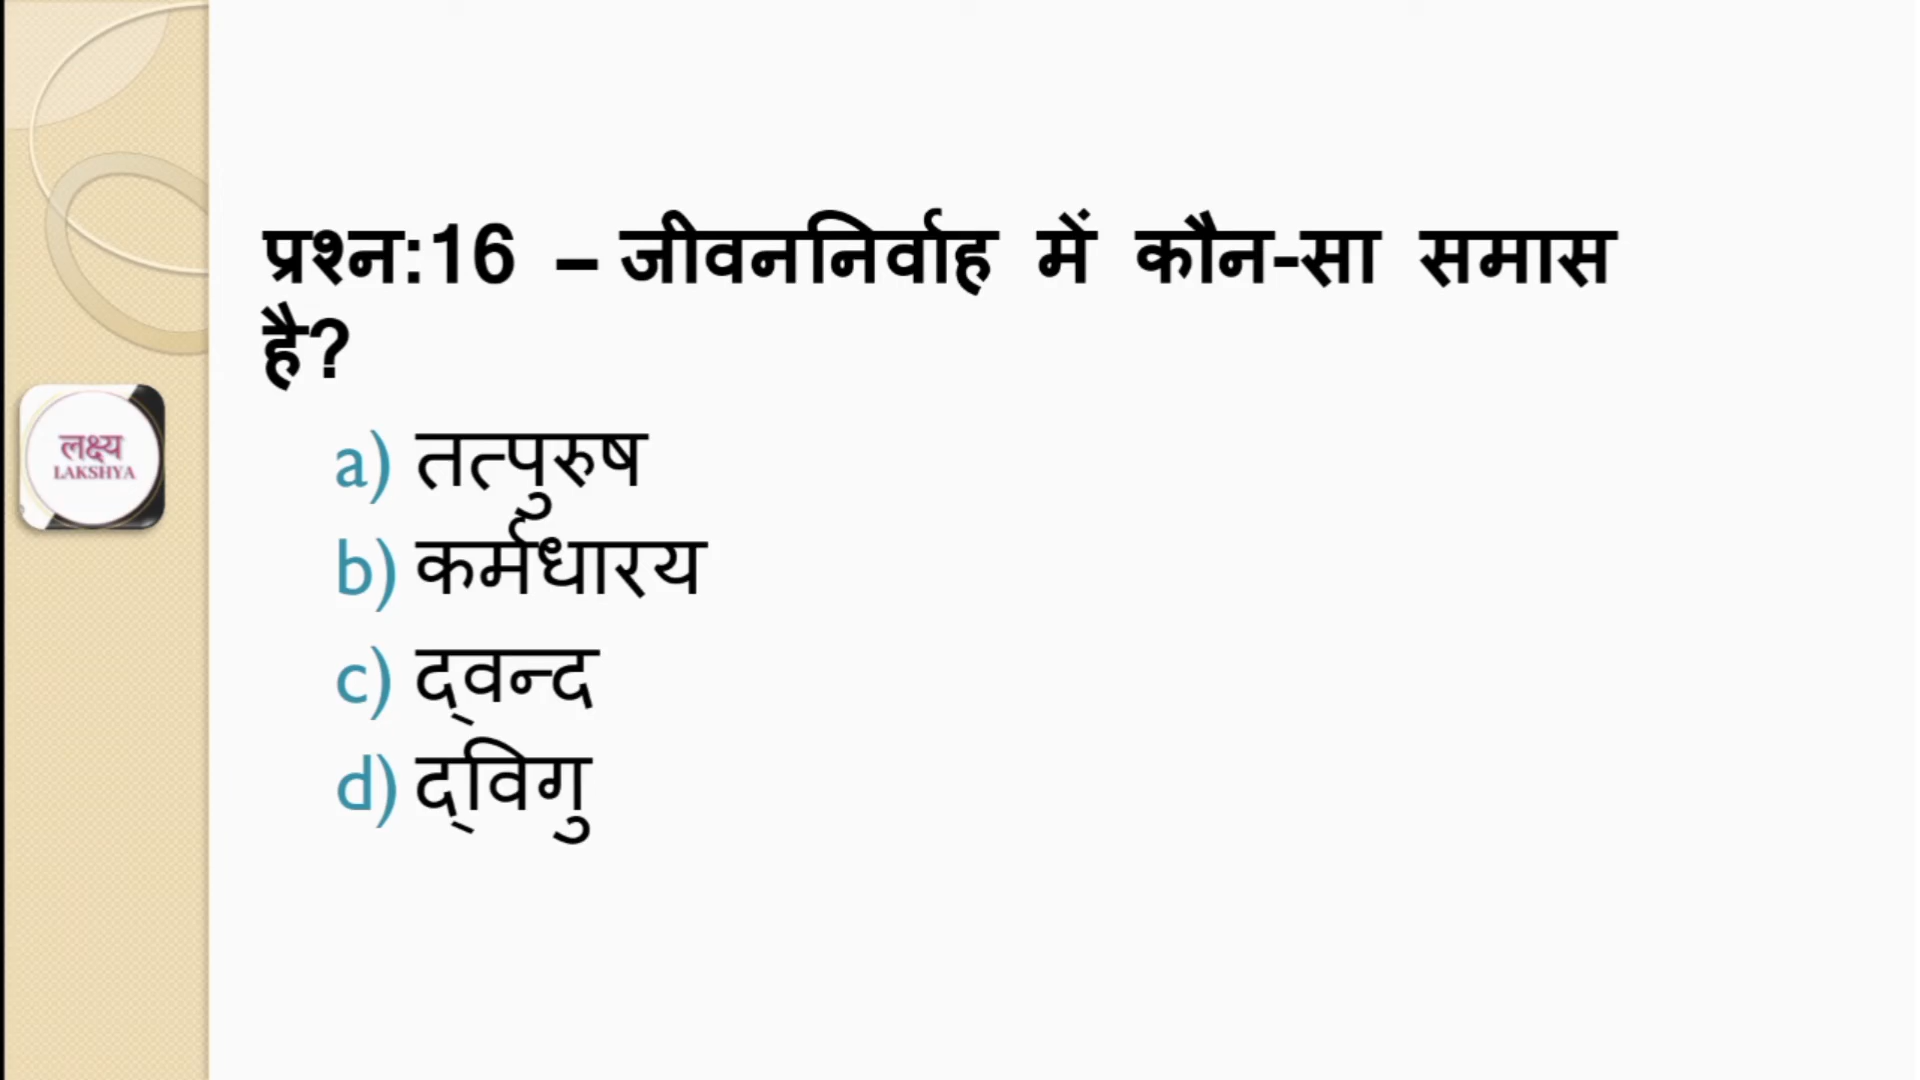 प्रश्न:16 – जीवननिर्वाह में कौन-सा समास
है?
लक्ष्य
LAKSHYA
a) तत्पुरुष
b) कर्मधारय
c) द्वन्द
d) द्विगु